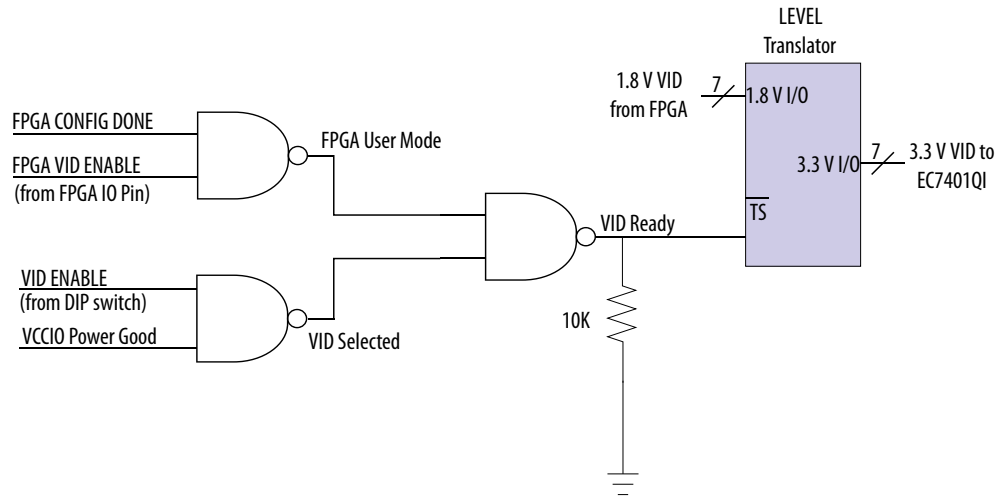 LEVEL
Translator
1.8 V VID
from FPGA
7
1.8 V I/O
FPGA CONFIG DONE
FPGA User Mode
FPGA VID ENABLE
(from FPGA IO Pin)
3.3 V I/O
7
3.3 V VID to
EC7401QI
TS
VID Ready
VID ENABLE
(from DIP switch)
VCCIO Power Good
VID Selected
10K